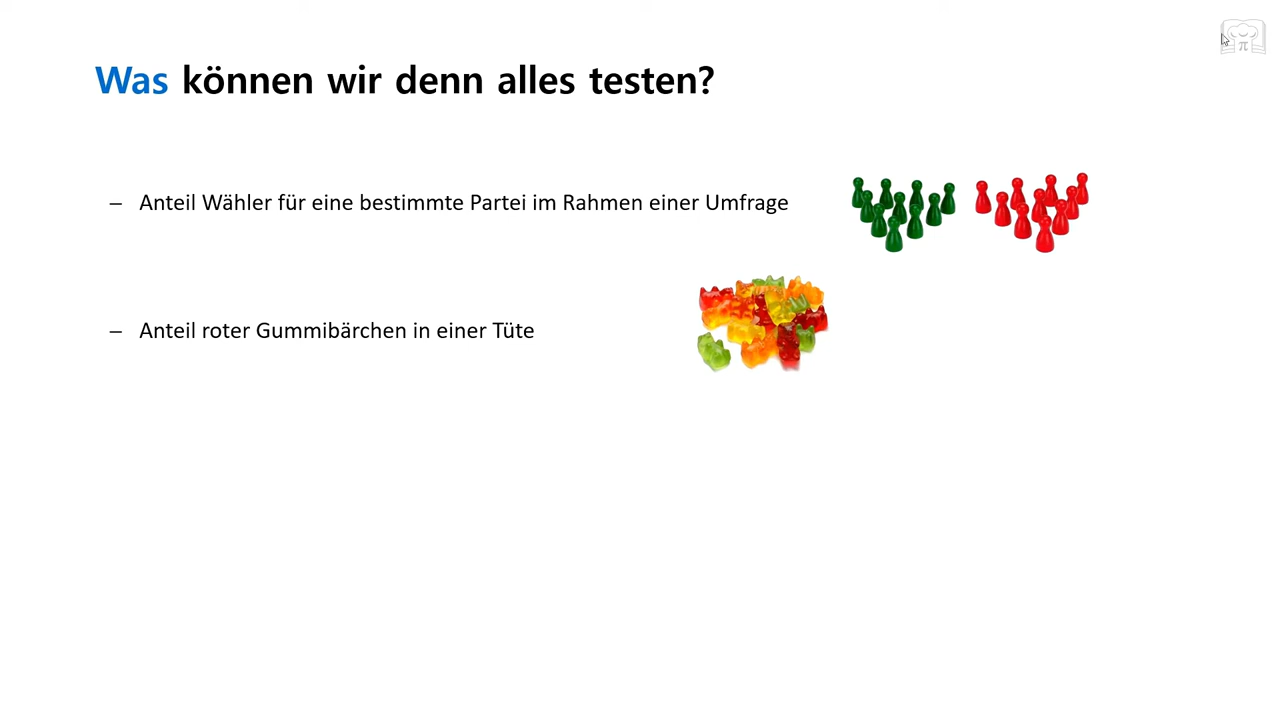 Was können wir denn alles testen?
– Anteil Wähler für eine bestimmte Partei im Rahmen einer Umfrage
– Anteil roter Gummibärchen in einer Tüte
π